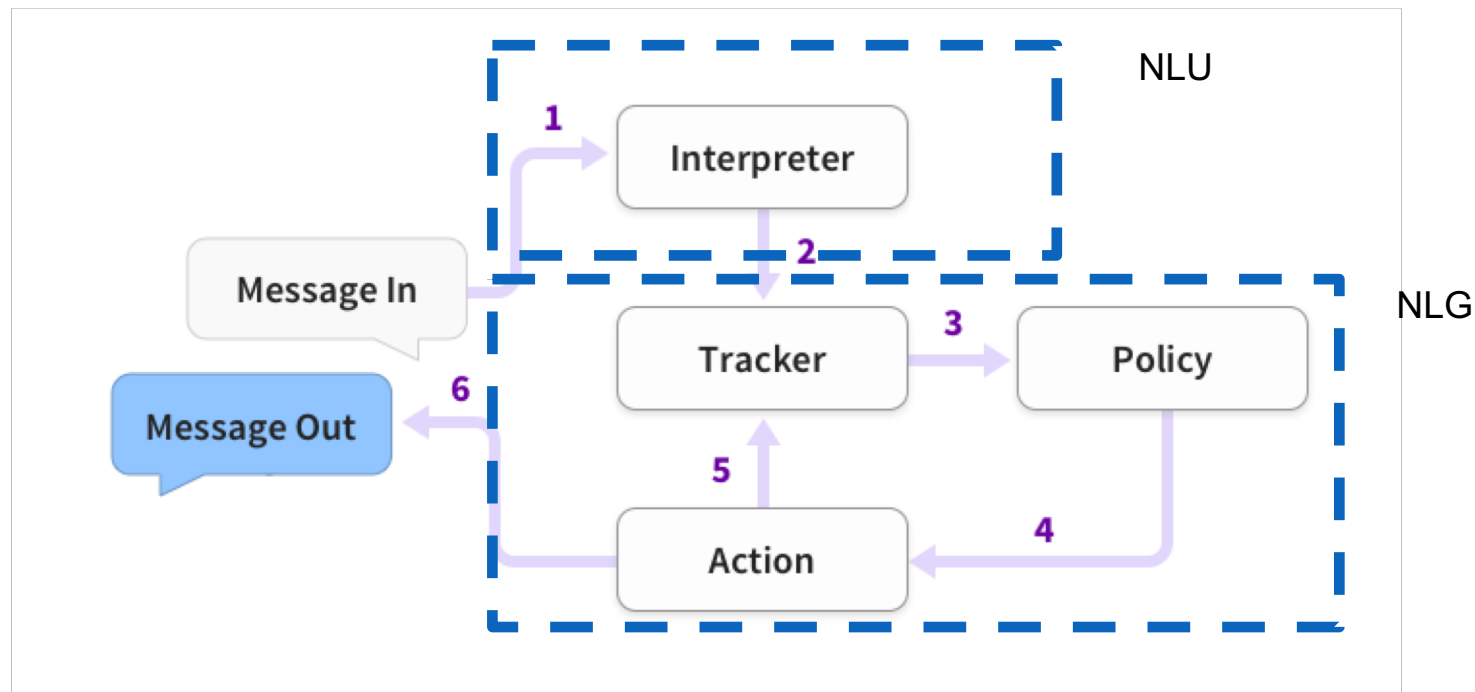 NLU
1
Interpreter
2
Message In
NLG
Tracker
3
Policy
6
Message Out
5
4
Action